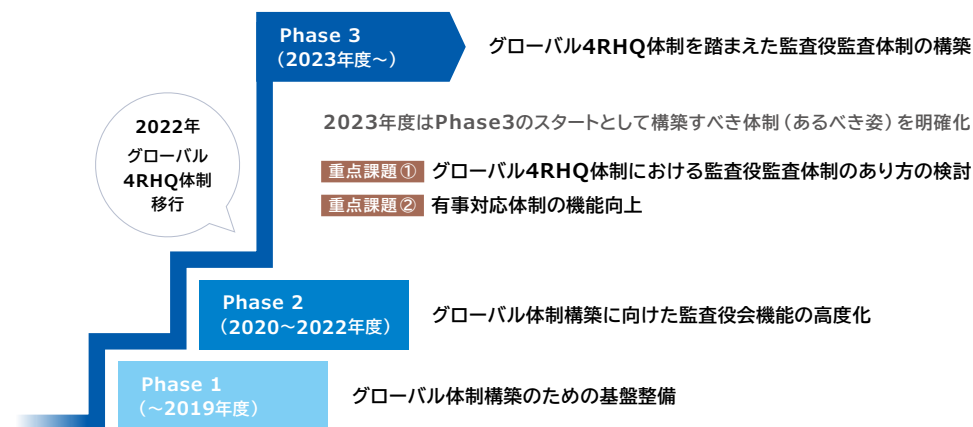 Phase 3
（2023年度～）
グローバル4RHQ体制を踏まえた監査役監査体制の構築
2022年
グローバル
4RHQ体制
移行
2023年度はPhase3のスタートとして構築すべき体制（あるべき姿）を明確化
重点課題① グローバル4RHQ体制における監査役監査体制のあり方の検討
重点課題② 有事対応体制の機能向上
Phase 2
（2020～2022年度）
グローバル体制構築に向けた監査役会機能の高度化
Phase 1
（～2019年度）
グローバル体制構築のための基盤整備